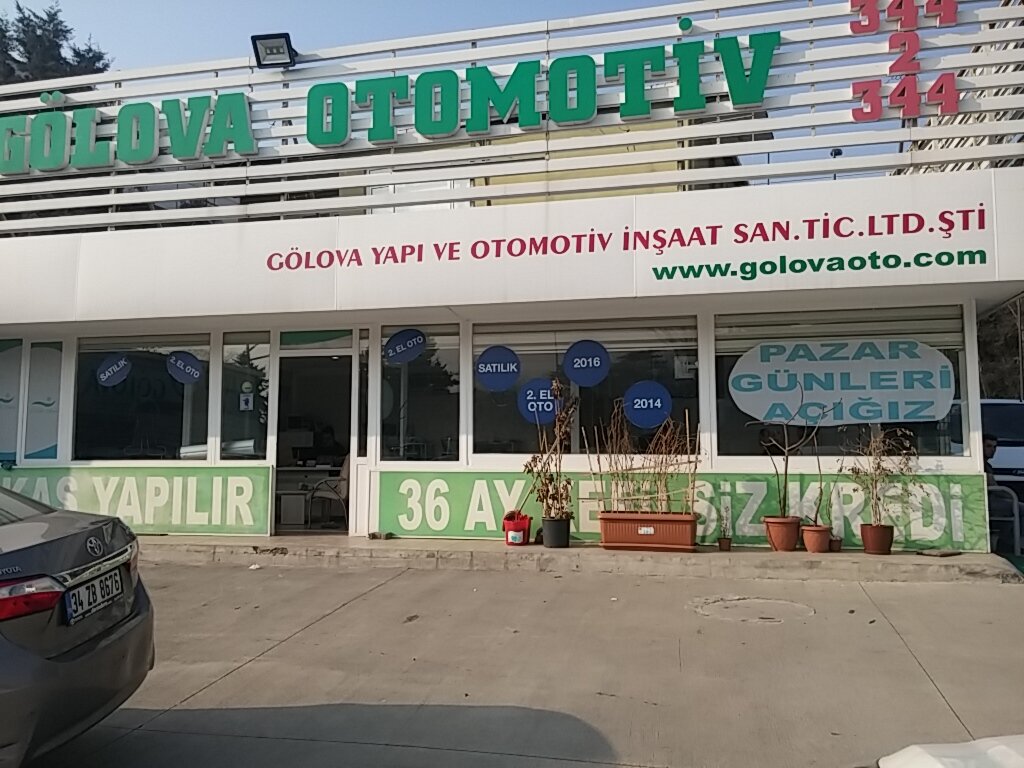 GÖLOVA OTOMOTİV
344
2
344
GÖLOVA YAPI VE OTOMOTİV İNŞAAT SAN.TİC.LTD.ŞTİ
www.golovaoto.com
SATILIK
2. EL OTO
2. EL OTO
SATILIK
2016
2. EL
OTO
2014
PAZAR
GÜNLERİ
AÇIĞIZ
YAPILIR
36 AY KREDİ
TOYOTA
34 ZB 8676